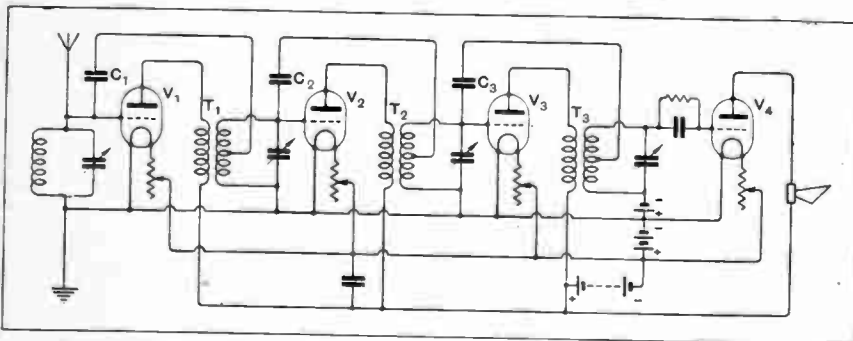 C1
V1
T1
C2
V2
T2
C3
V3
T3
V4
-
+
-
+
+
-